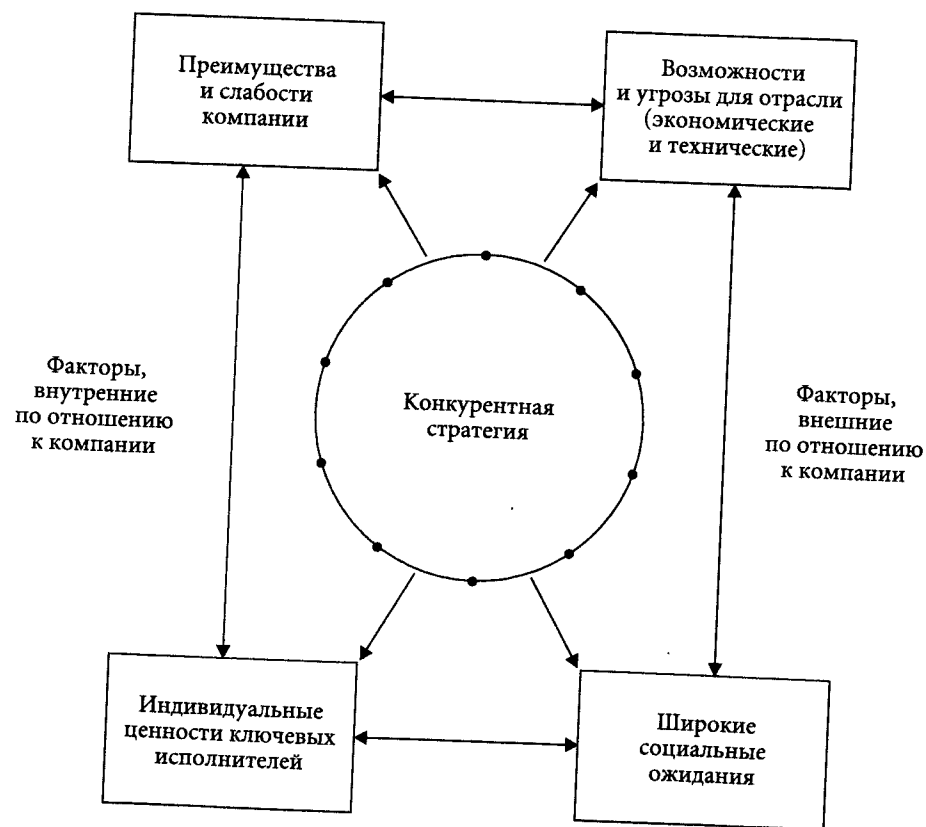 Преимущества
и слабости
компании
Возможности
и угрозы для отрасли
(экономические
и технические)
Факторы,
внутренние
по отношению
к компании
Конкурентная
стратегия
Факторы,
внешние
по отношению
к компании
Индивидуальные
ценности ключевых
исполнителей
Широкие
социальные
ожидания